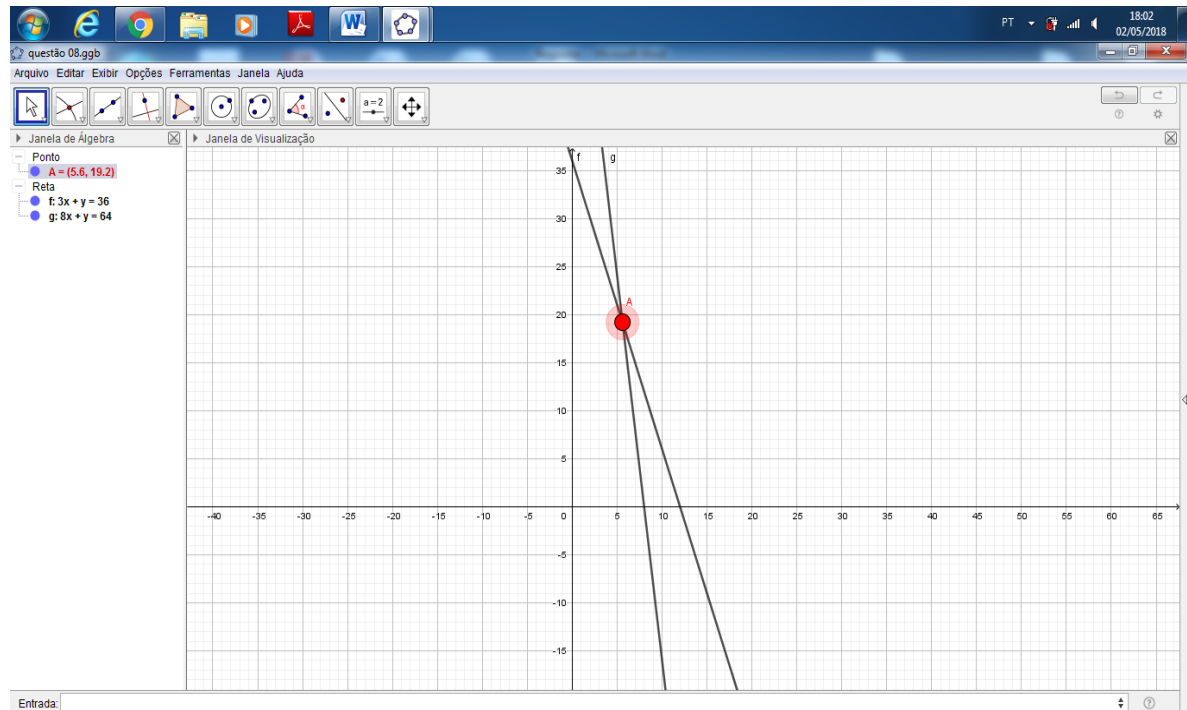 PT 18:02
02/05/2018
questão 08.ggb
Arquivo Editar Exibir Opções Ferramentas Janela Ajuda
a=2
Janela de Álgebra
Janela de Visualização
Ponto
A = (5.6, 19.2)
Reta
f: 3x + y = 36
g: 8x + y = 64
f g
35
30
25
20
A
15
10
5
-40 -35 -30 -25 -20 -15 -10 -5 0 5 10 15 20 25 30 35 40 45 50 55 60 65
-5
-10
-15
Entrada: